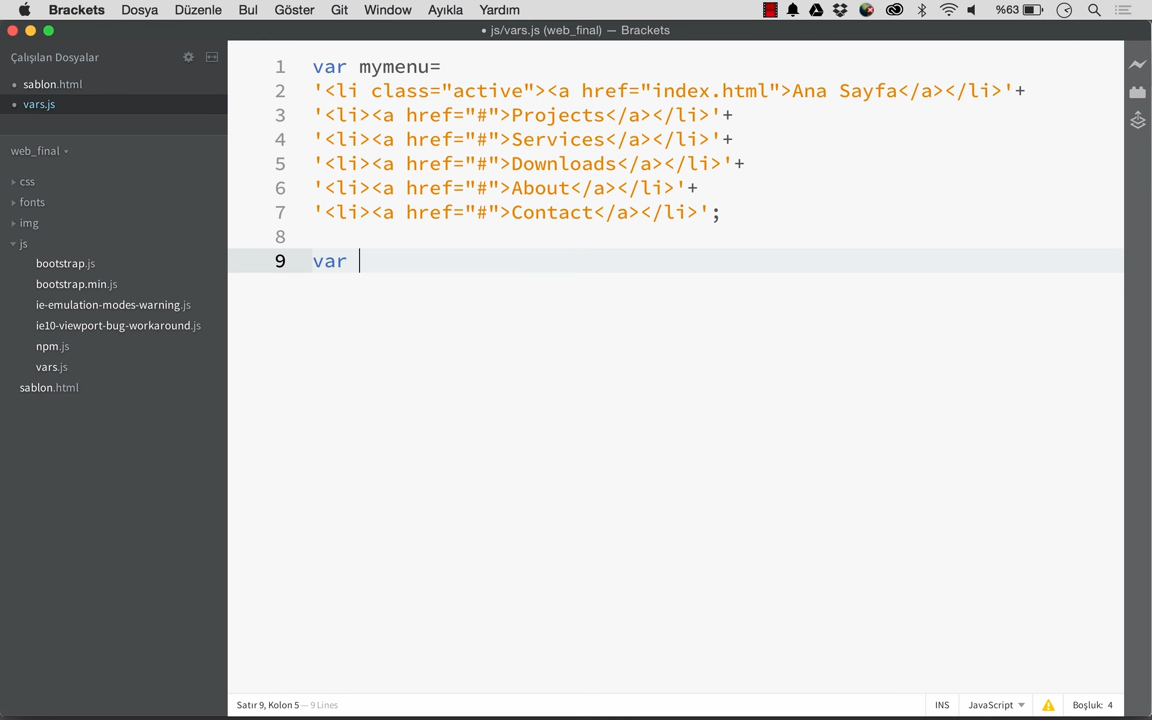 Brackets Dosya Düzenle Bul Göster Git Window Ayıkla Yardım %63
• js/vars.js (web_final) — Brackets
Çalışılan Dosyalar
• sablon.html
• vars.js
web_final
css
fonts
img
js
bootstrap.js
bootstrap.min.js
ie-emulation-modes-warning.js
ie10-viewport-bug-workaround.js
npm.js
vars.js
sablon.html
1 var mymenu=
2 '<li class="active"><a href="index.html">Ana Sayfa</a></li>'+
3 '<li><a href="#">Projects</a></li>'+
4 '<li><a href="#">Services</a></li>'+
5 '<li><a href="#">Downloads</a></li>'+
6 '<li><a href="#">About</a></li>'+
7 '<li><a href="#">Contact</a></li>';
8
9 var
Satır 9, Kolon 5 — 9 Lines INS JavaScript Boşluk: 4